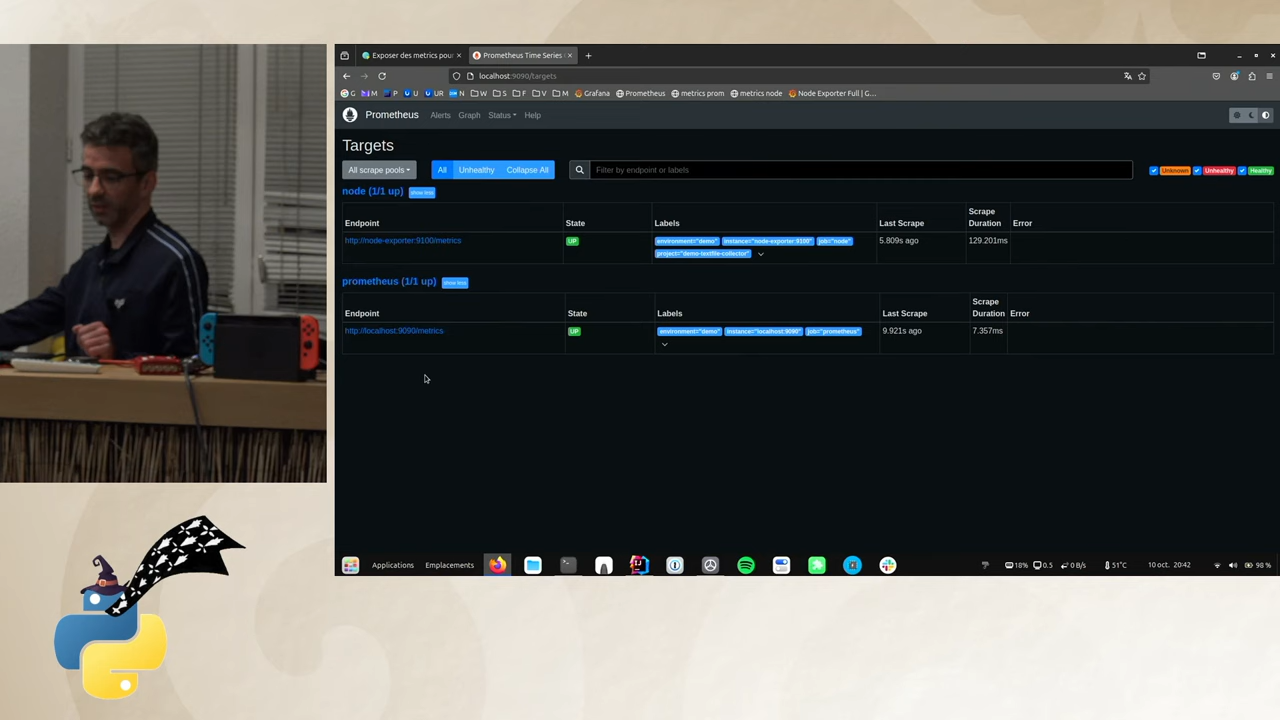 Exposer des metrics pou
Prometheus Time Series
localhost:9090/targets
G M P U UR N W S F V M Grafana Prometheus metrics prom metrics node Node Exporter Full | G…
Prometheus Alerts Graph Status Help
Targets
All scrape pools All Unhealthy Collapse All Filter by endpoint or labels Unknown Unhealthy Healthy
node (1/1 up) show less
Endpoint State Labels Last Scrape Scrape Duration Error
http://node-exporter:9100/metrics UP environment="demo" instance="node-exporter:9100" job="node" 5.809s ago 129.201ms
project="demo-textfile-collector"
prometheus (1/1 up) show less
Endpoint State Labels Last Scrape Scrape Duration Error
http://localhost:9090/metrics UP environment="demo" instance="localhost:9090" job="prometheus" 9.921s ago 7.357ms
Applications Emplacements 18% 0.5 0 B/s 51°C 10 oct. 20:42 98 %